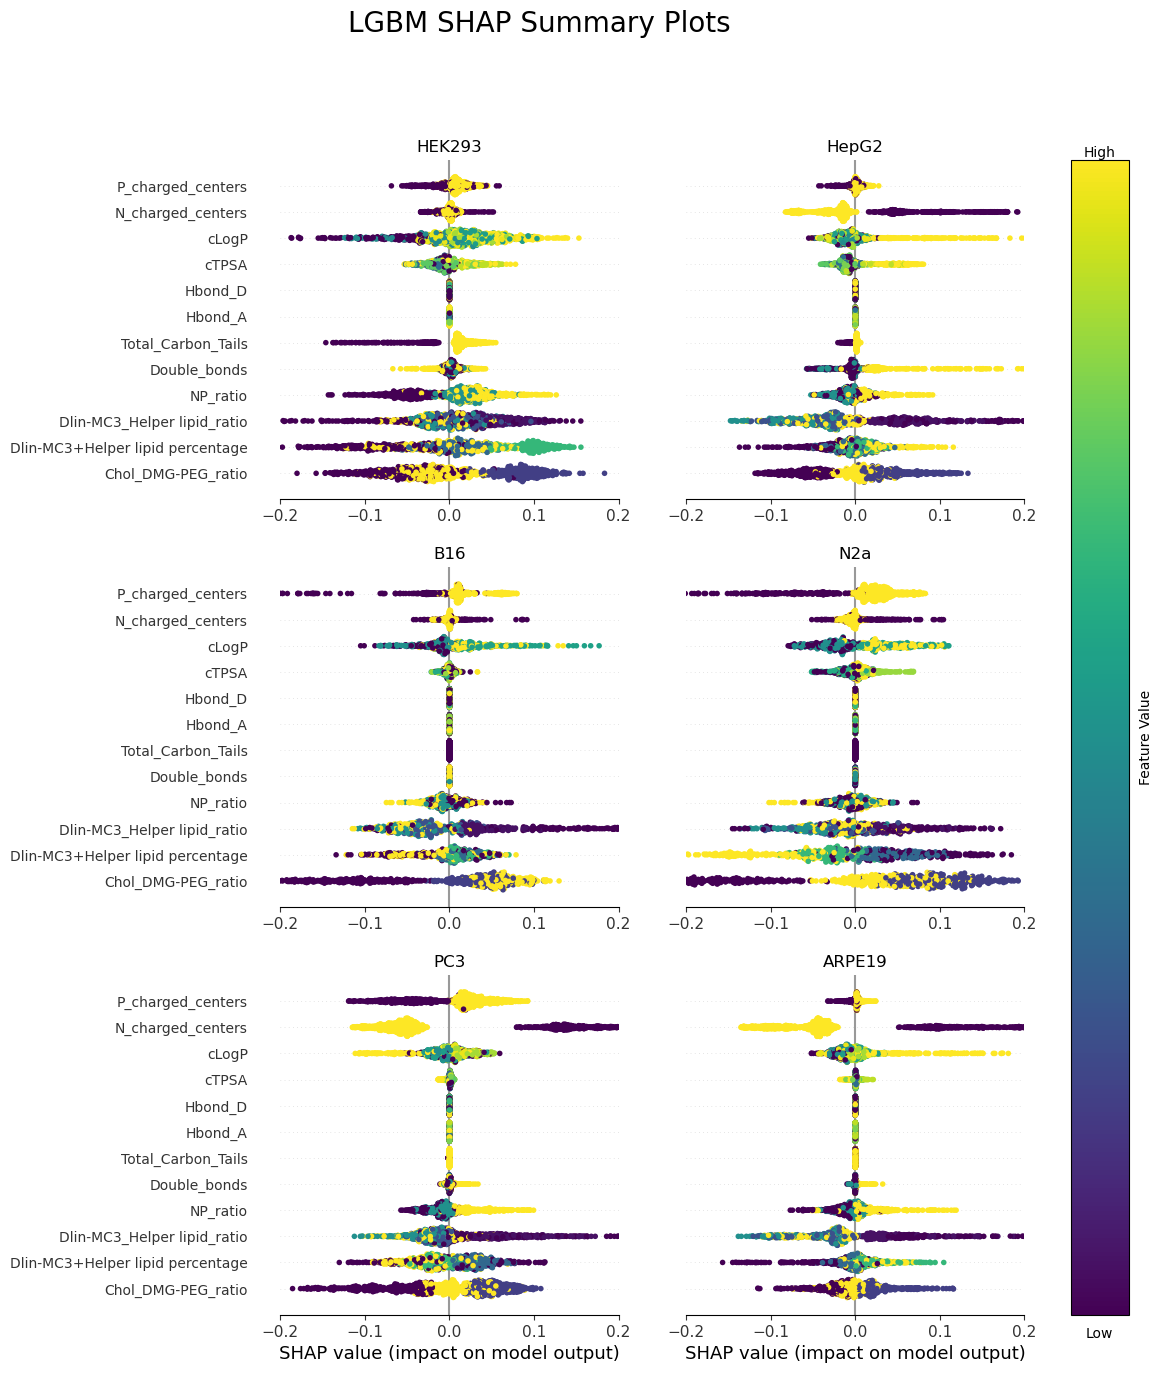 LGBM SHAP Summary Plots
HEK293
HepG2
High
P_charged_centers
N_charged_centers
cLogP
cTPSA
Hbond_D
Hbond_A
Total_Carbon_Tails
Double_bonds
NP_ratio
Dlin-MC3_Helper lipid_ratio
Dlin-MC3+Helper lipid percentage
Chol_DMG-PEG_ratio
−0.2 −0.1 0.0 0.1 0.2
−0.2 −0.1 0.0 0.1 0.2
B16
N2a
P_charged_centers
N_charged_centers
cLogP
cTPSA
Hbond_D
Hbond_A
Total_Carbon_Tails
Double_bonds
NP_ratio
Dlin-MC3_Helper lipid_ratio
Dlin-MC3+Helper lipid percentage
Chol_DMG-PEG_ratio
−0.2 −0.1 0.0 0.1 0.2
−0.2 −0.1 0.0 0.1 0.2
Feature Value
PC3
ARPE19
P_charged_centers
N_charged_centers
cLogP
cTPSA
Hbond_D
Hbond_A
Total_Carbon_Tails
Double_bonds
NP_ratio
Dlin-MC3_Helper lipid_ratio
Dlin-MC3+Helper lipid percentage
Chol_DMG-PEG_ratio
−0.2 −0.1 0.0 0.1 0.2
−0.2 −0.1 0.0 0.1 0.2
Low
SHAP value (impact on model output)
SHAP value (impact on model output)